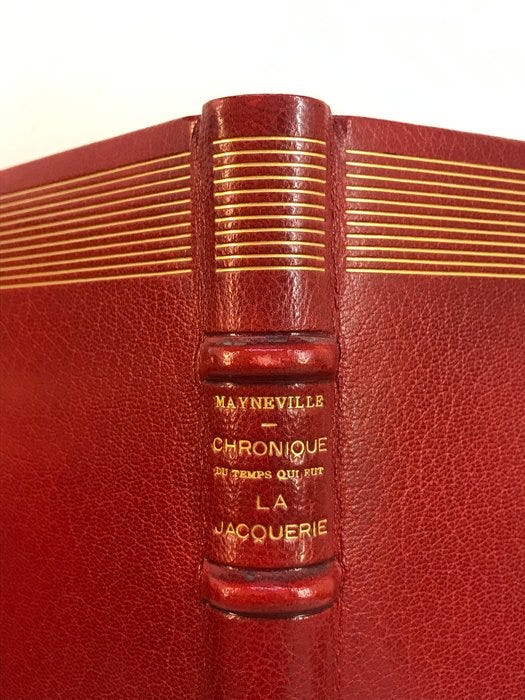 MAYNEVILLE
—
CHRONIQUE
DU TEMPS QUI FUT
LA
JACQUERIE